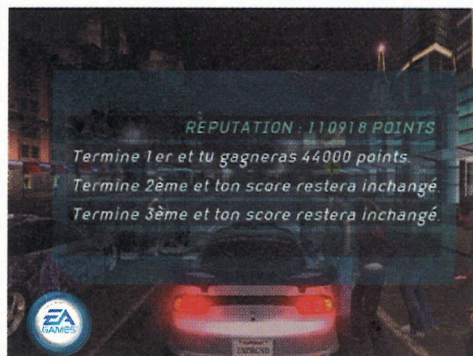 REPUTATION : 110918 POINTS
Termine 1er et tu gagneras 44000 points.
Termine 2ème et ton score restera inchangé.
Termine 3ème et ton score restera inchangé.
EA
GAMES